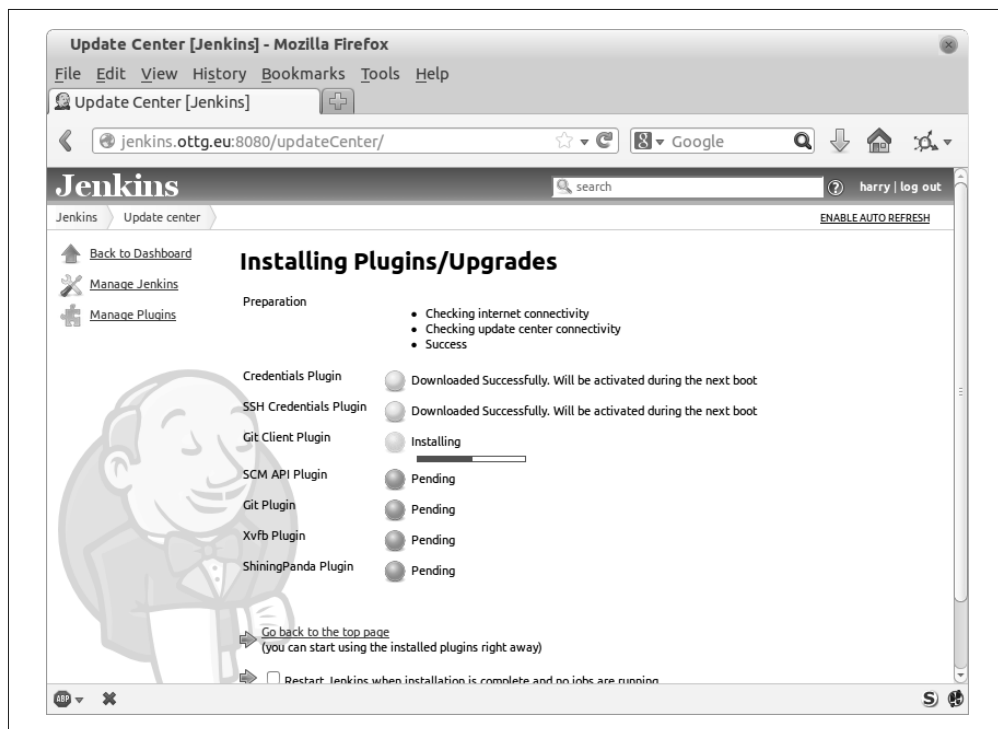 Update Center [Jenkins] - Mozilla Firefox
File Edit View History Bookmarks Tools Help
Update Center [Jenkins]
jenkins.ottg.eu:8080/updateCenter/
8 Google
Jenkins
search
? harry | log out
Jenkins Update center
ENABLE AUTO REFRESH
Back to Dashboard
Manage Jenkins
Manage Plugins
Installing Plugins/Upgrades
Preparation
• Checking internet connectivity
• Checking update center connectivity
• Success
Credentials Plugin Downloaded Successfully. Will be activated during the next boot
SSH Credentials Plugin Downloaded Successfully. Will be activated during the next boot
Git Client Plugin Installing
SCM API Plugin Pending
Git Plugin Pending
Xvfb Plugin Pending
ShiningPanda Plugin Pending
Go back to the top page
(you can start using the installed plugins right away)
Restart Jenkins when installation is complete and no jobs are running
ABP
S